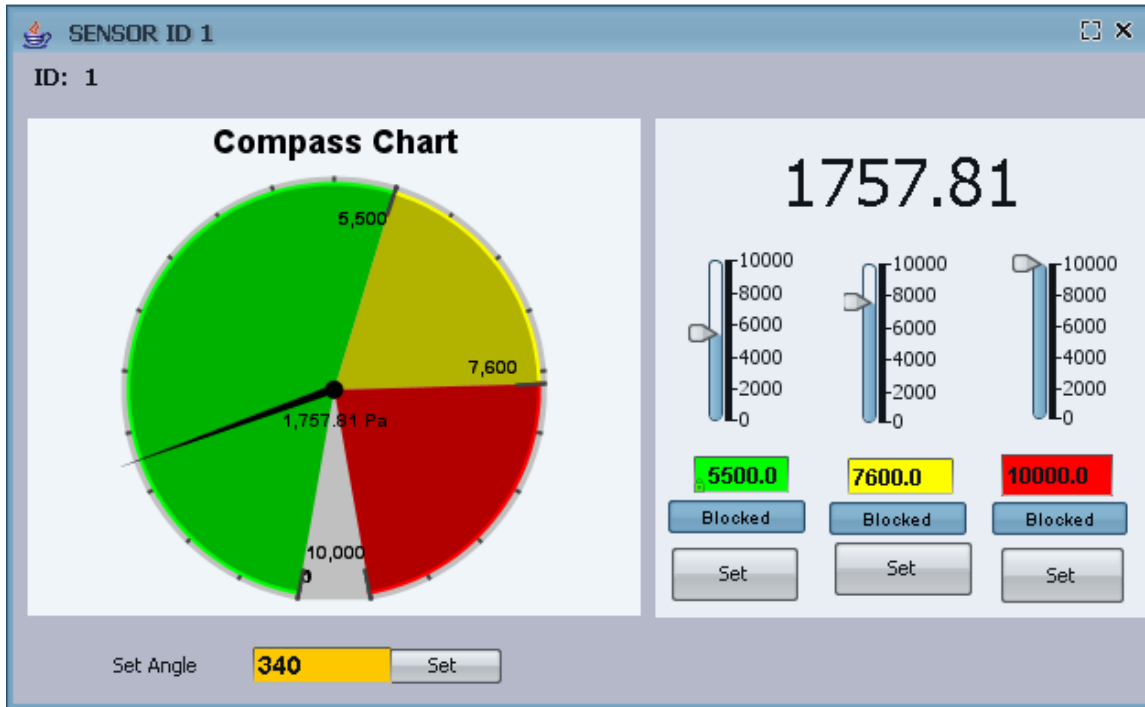 SENSOR ID 1
ID: 1
Compass Chart
5,500
7,600
1,757.81 Pa
10,000
0
1757.81
10000
8000
6000
4000
2000
0
10000
8000
6000
4000
2000
0
10000
8000
6000
4000
2000
0
5500.0 7600.0 10000.0
Blocked Blocked Blocked
Set Set Set
Set Angle 340 Set